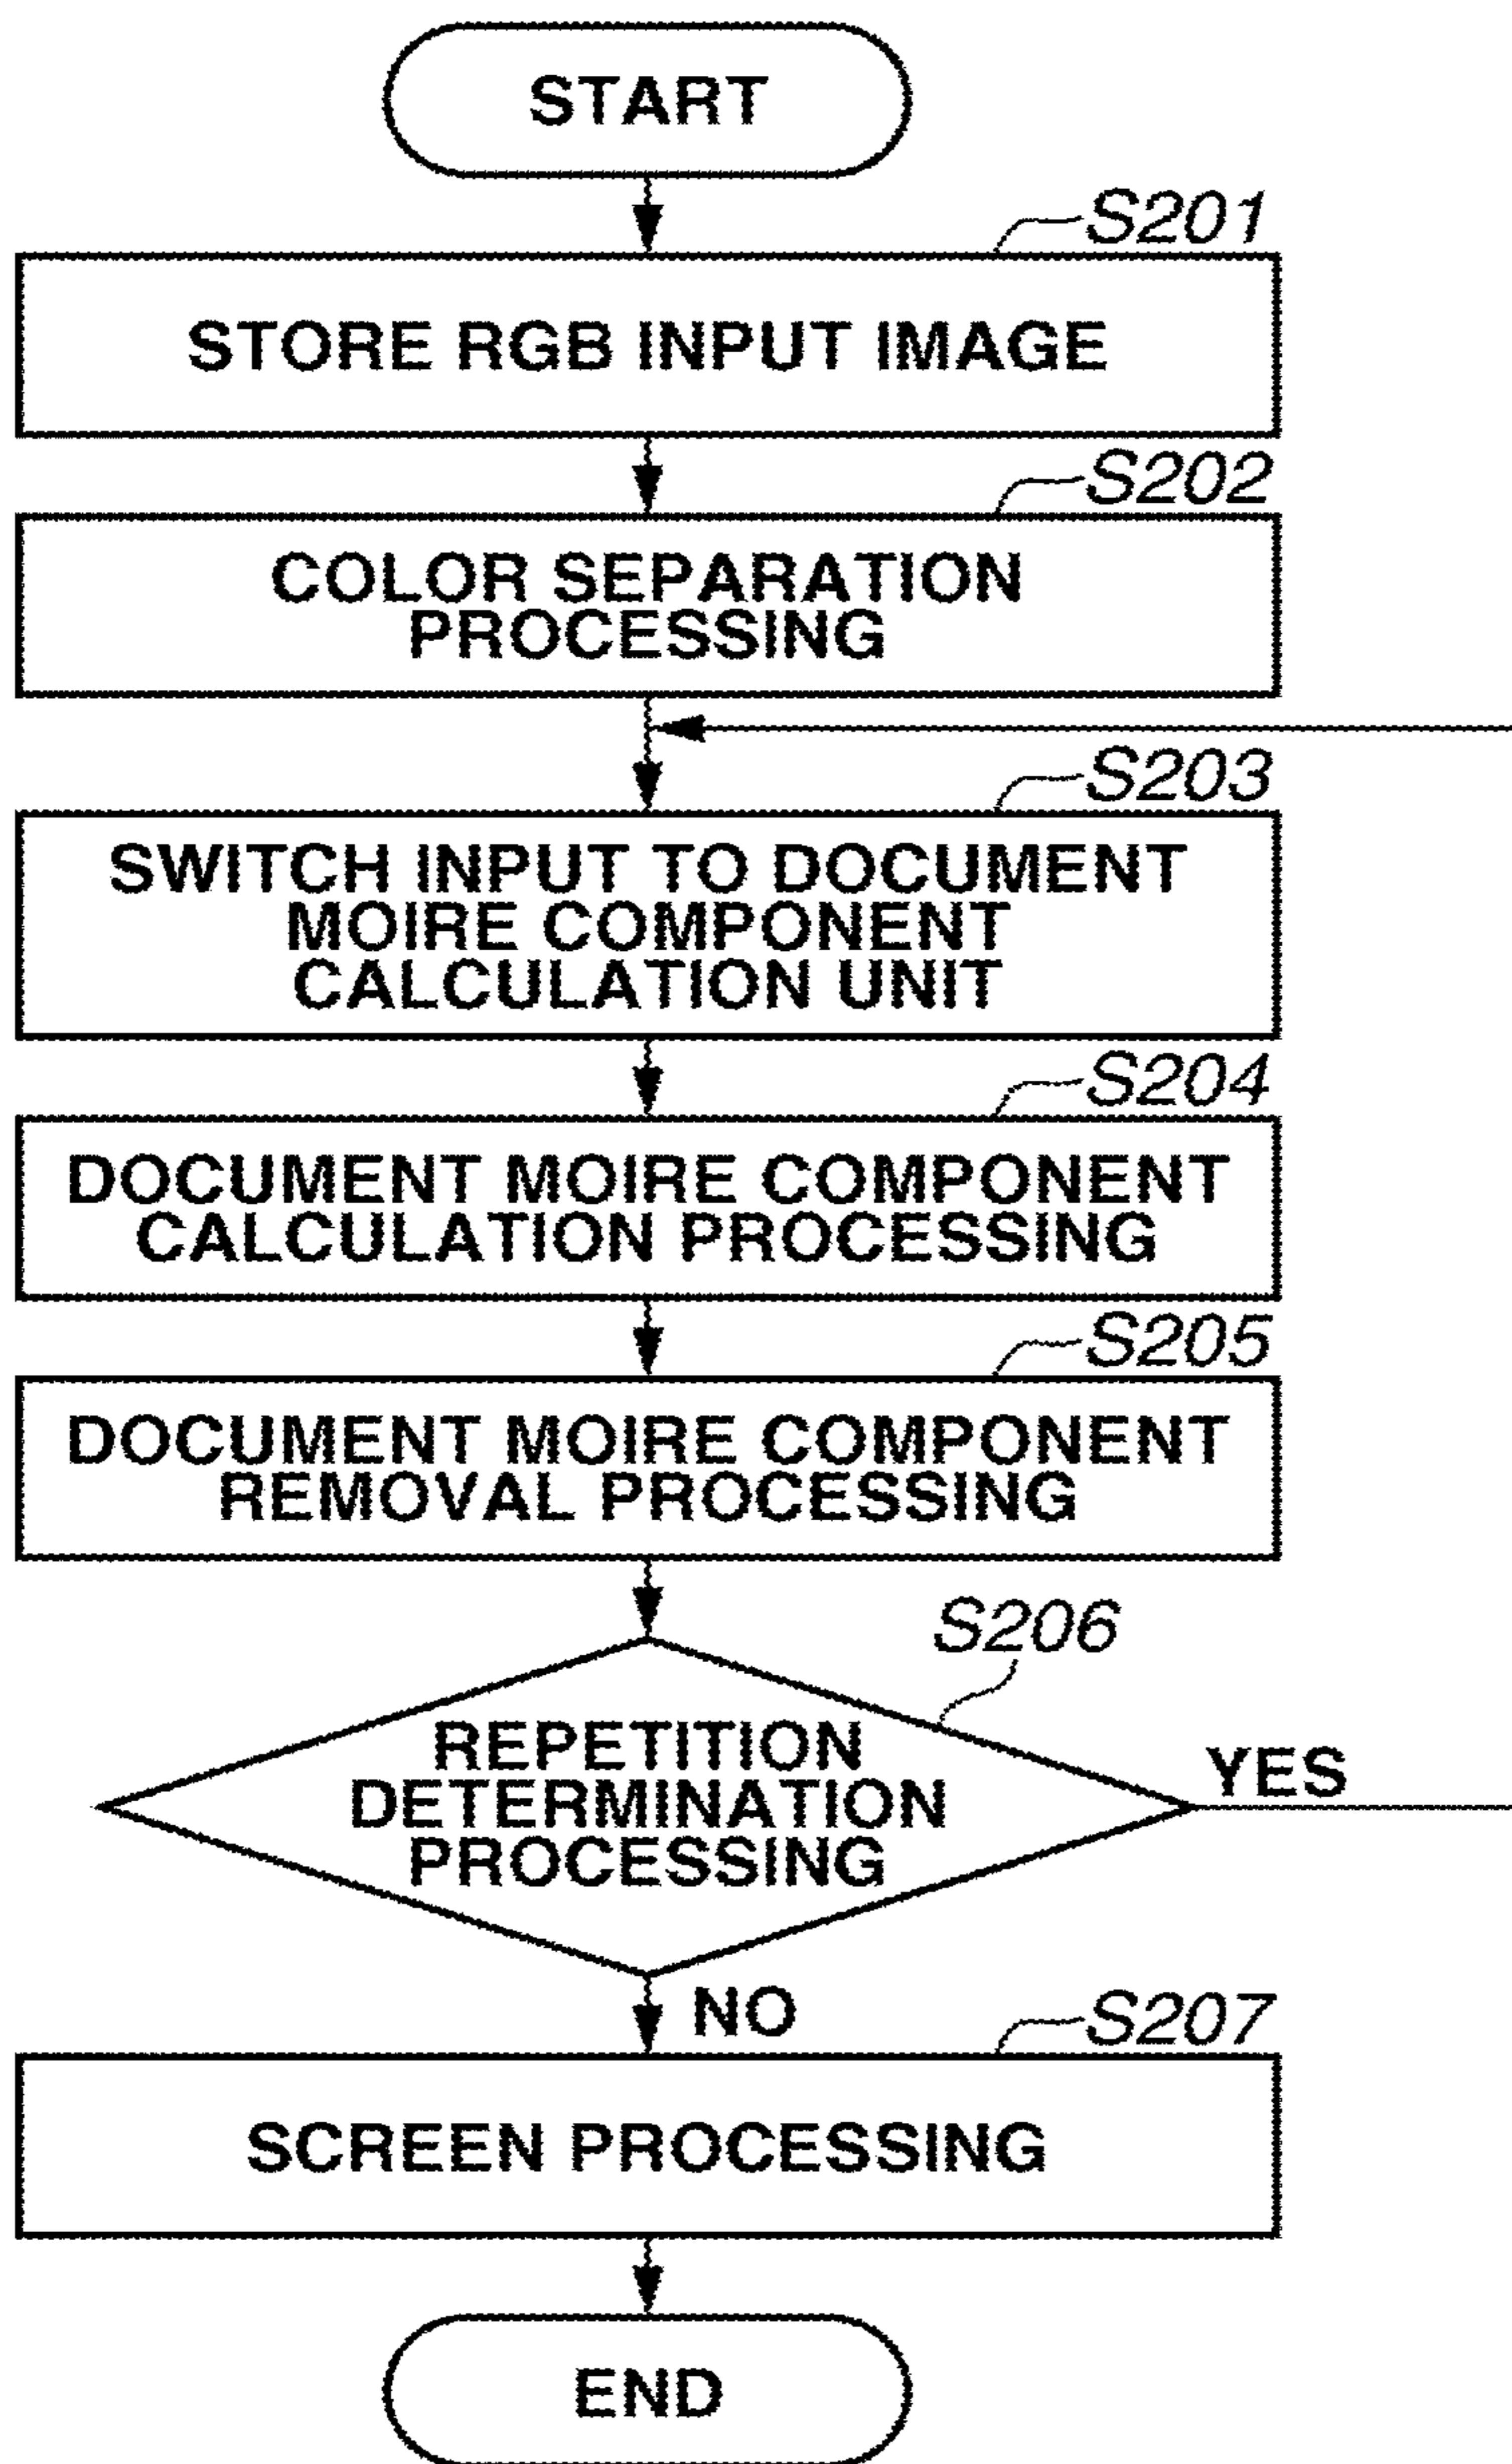 START
S201
STORE RGB INPUT IMAGE
S202
COLOR SEPARATION
PROCESSING
S203
SWITCH INPUT TO DOCUMENT
MOIRE COMPONENT
CALCULATION UNIT
S204
DOCUMENT MOIRE COMPONENT
CALCULATION PROCESSING
S205
DOCUMENT MOIRE COMPONENT
REMOVAL PROCESSING
S206
REPETITION
DETERMINATION
PROCESSING
YES
NO
S207
SCREEN PROCESSING
END